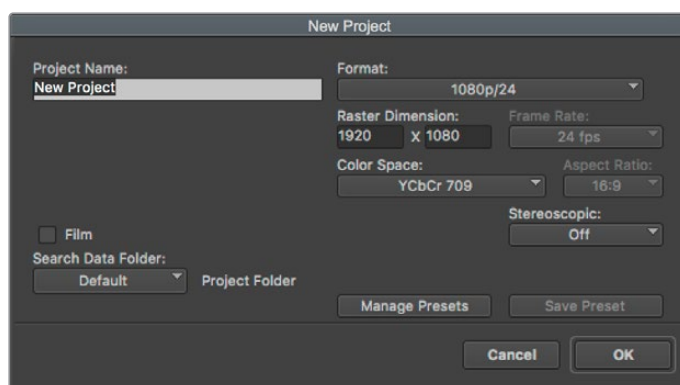 New Project
Project Name:
New Project
Format:
1080p/24
Raster Dimension:
Frame Rate:
1920 x 1080
24 fps
Color Space:
Aspect Ratio:
YCbCr 709
16:9
Stereoscopic:
Off
Film
Search Data Folder:
Default
Project Folder
Manage Presets
Save Preset
Cancel
OK